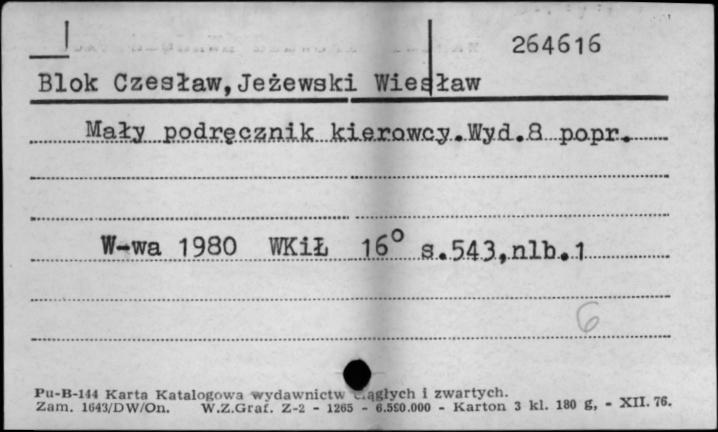 264616
Blok Czesław, Jeżewski Wiesław
Mały podręcznik kierowcy. Wyd. 8 popr.
W-wa 1980 WKiŁ 16° s. 543, nlb. 1
6
Pu-B-144 Karta Katalogowa wydawnictw ciągłych i zwartych.
Zam. 1643/DW/On. W.Z.Graf. Z-2 - 1265 - 6.590.000 - Karton 3 kl. 180 g, - XII. 76.